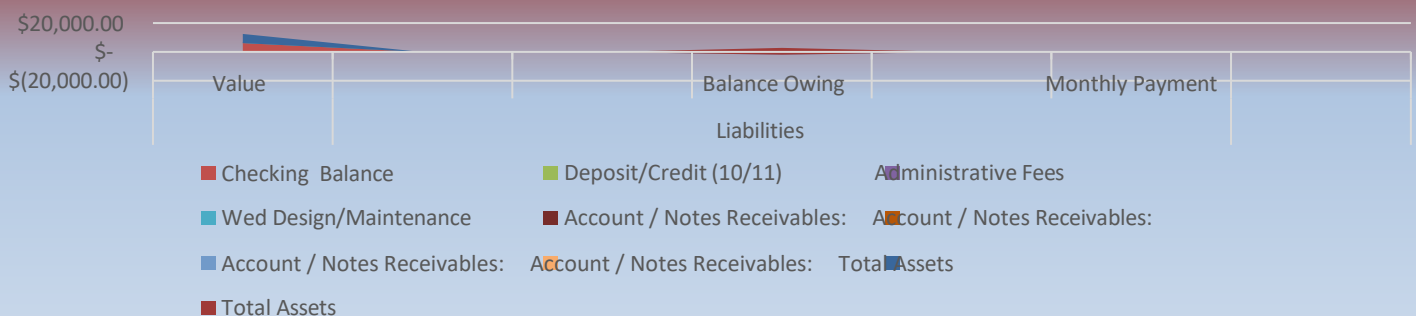 $20,000.00
$-
$(20,000.00)
Value Balance Owing Monthly Payment
Liabilities
Checking Balance Deposit/Credit (10/11) Administrative Fees
Wed Design/Maintenance Account / Notes Receivables: Account / Notes Receivables:
Account / Notes Receivables: Account / Notes Receivables: Total Assets
Total Assets